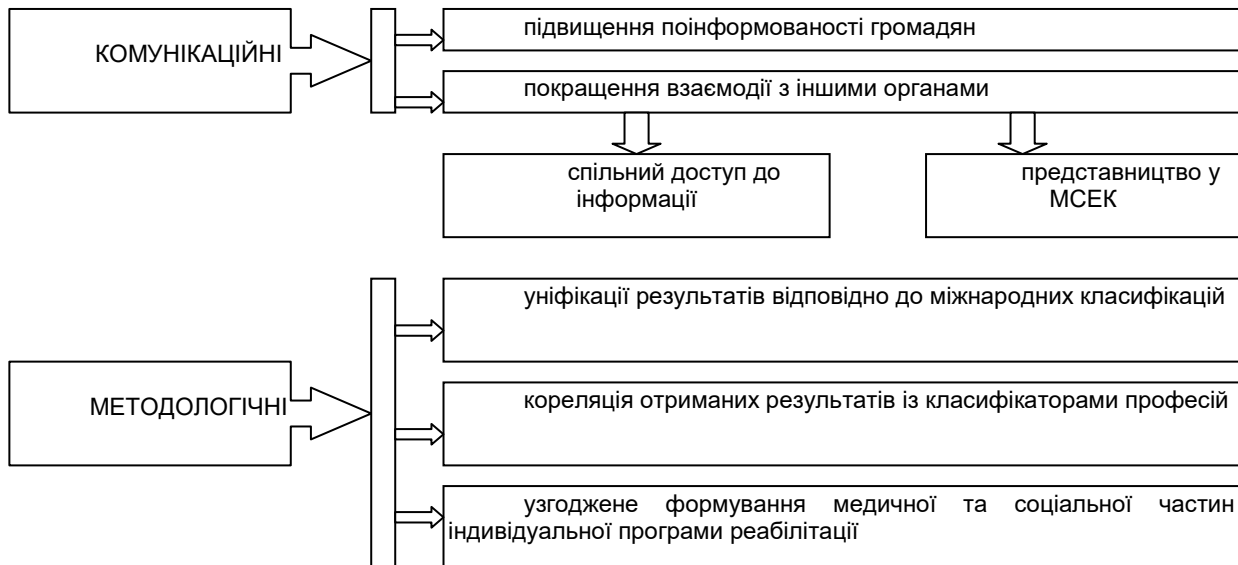 КОМУНІКАЦІЙНІ
підвищення поінформованості громадян
покращення взаємодії з іншими органами
спільний доступ до
інформації
представництво у
МСЕК
МЕТОДОЛОГІЧНІ
уніфікації результатів відповідно до міжнародних класифікацій
кореляція отриманих результатів із класифікаторами професій
узгоджене формування медичної та соціальної частин
індивідуальної програми реабілітації